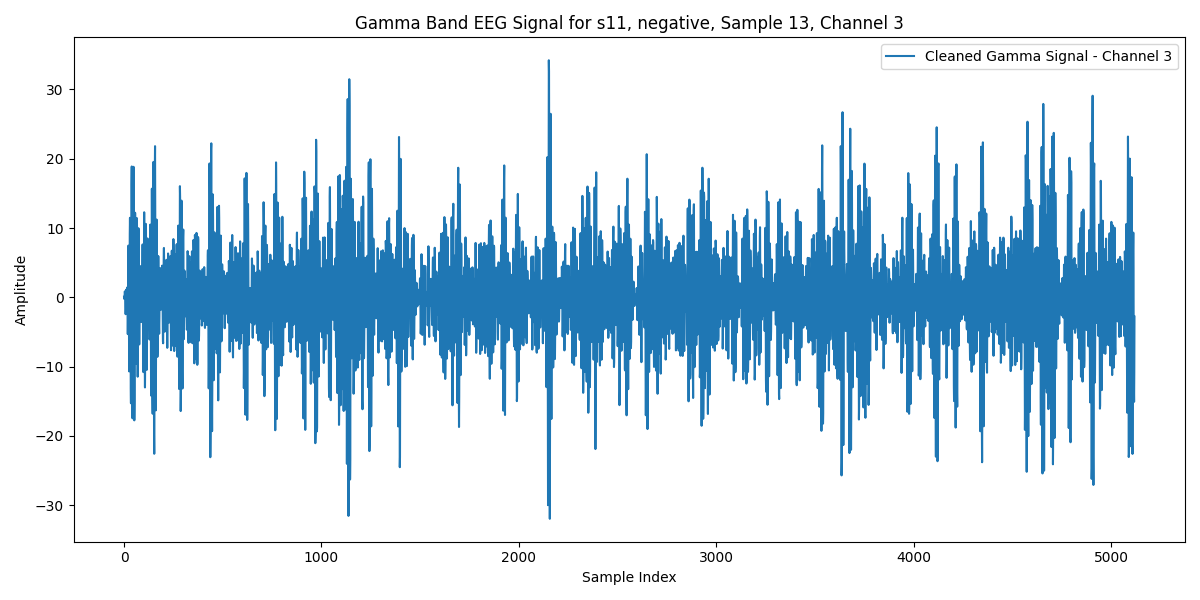 Gamma Band EEG Signal for s11, negative, Sample 13, Channel 3
Cleaned Gamma Signal - Channel 3
30
20
10
0
−10
−20
−30
Amplitude
0 1000 2000 3000 4000 5000
Sample Index